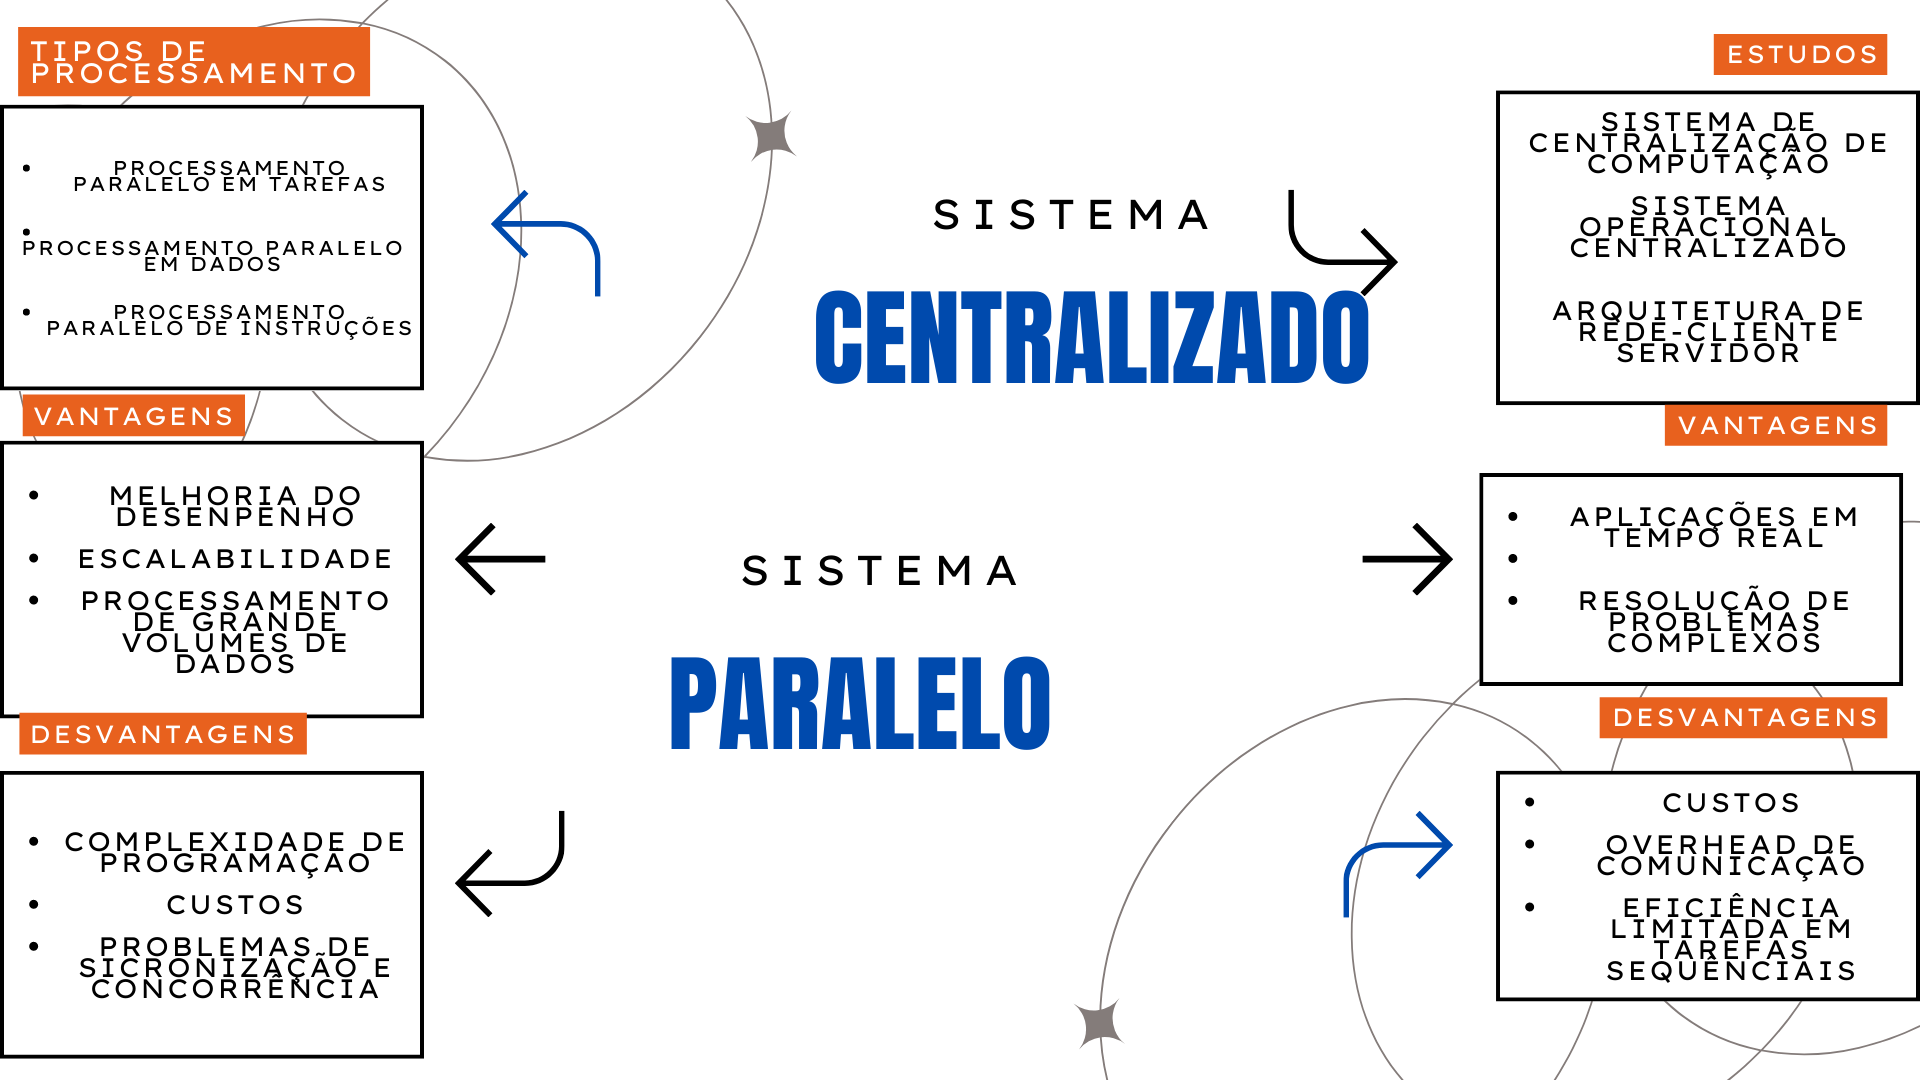 TIPOS DE
PROCESSAMENTO
• PROCESSAMENTO
PARALELO EM TAREFAS
•
PROCESSAMENTO PARALELO
EM DADOS
• PROCESSAMENTO
PARALELO DE INSTRUÇÕES
VANTAGENS
• MELHORIA DO
DESENPENHO
• ESCALABILIDADE
• PROCESSAMENTO
DE GRANDE
VOLUMES DE
DADOS
DESVANTAGENS
• COMPLEXIDADE DE
PROGRAMAÇAO
• CUSTOS
• PROBLEMAS DE
SICRONIZAÇÃO E
CONCORRÊNCIA
SISTEMA
CENTRALIZADO
SISTEMA
PARALELO
ESTUDOS
SISTEMA DE
CENTRALIZAÇÃO DE
COMPUTAÇÃO
SISTEMA
OPERACIONAL
CENTRALIZADO
ARQUITETURA DE
REDE-CLIENTE
SERVIDOR
VANTAGENS
• APLICAÇÕES EM
TEMPO REAL
•
• RESOLUÇÃO DE
PROBLEMAS
COMPLEXOS
DESVANTAGENS
• CUSTOS
• OVERHEAD DE
COMUNICAÇÃO
• EFICIÊNCIA
LIMITADA EM
TAREFAS
SEQUÊNCIAIS